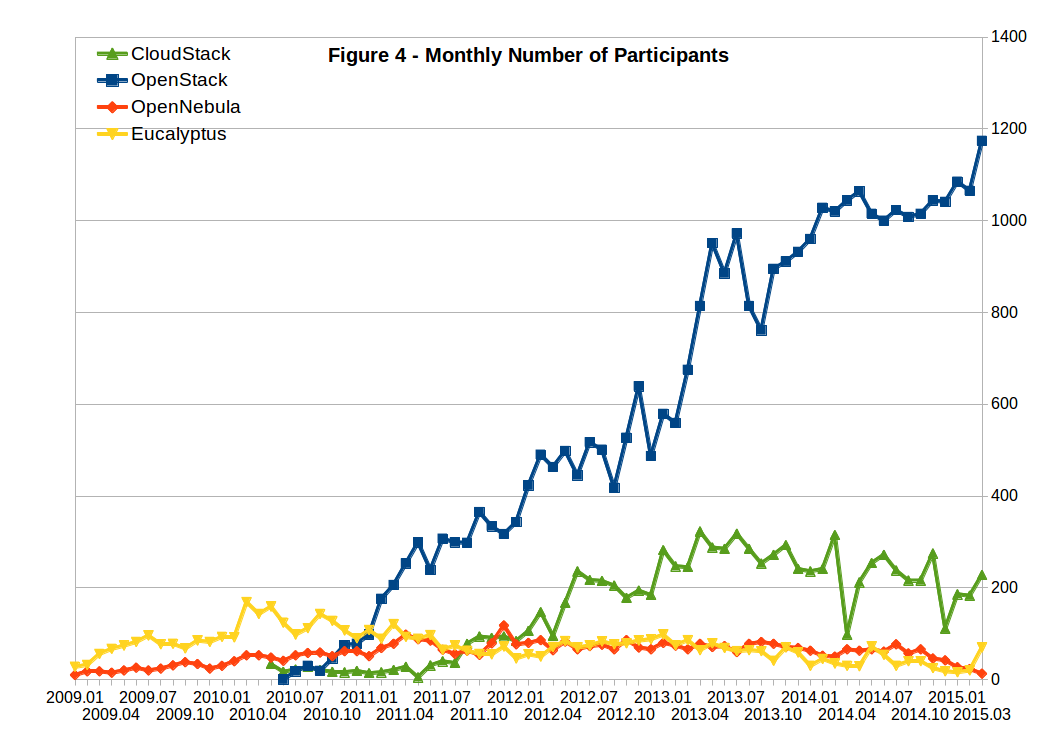 Figure 4 - Monthly Number of Participants
CloudStack
OpenStack
OpenNebula
Eucalyptus
1400
1200
1000
800
600
400
200
0
2009.01 2009.07 2010.01 2010.07 2011.01 2011.07 2012.01 2012.07 2013.01 2013.07 2014.01 2014.07 2015.01
2009.04 2009.10 2010.04 2010.10 2011.04 2011.10 2012.04 2012.10 2013.04 2013.10 2014.04 2014.10 2015.03